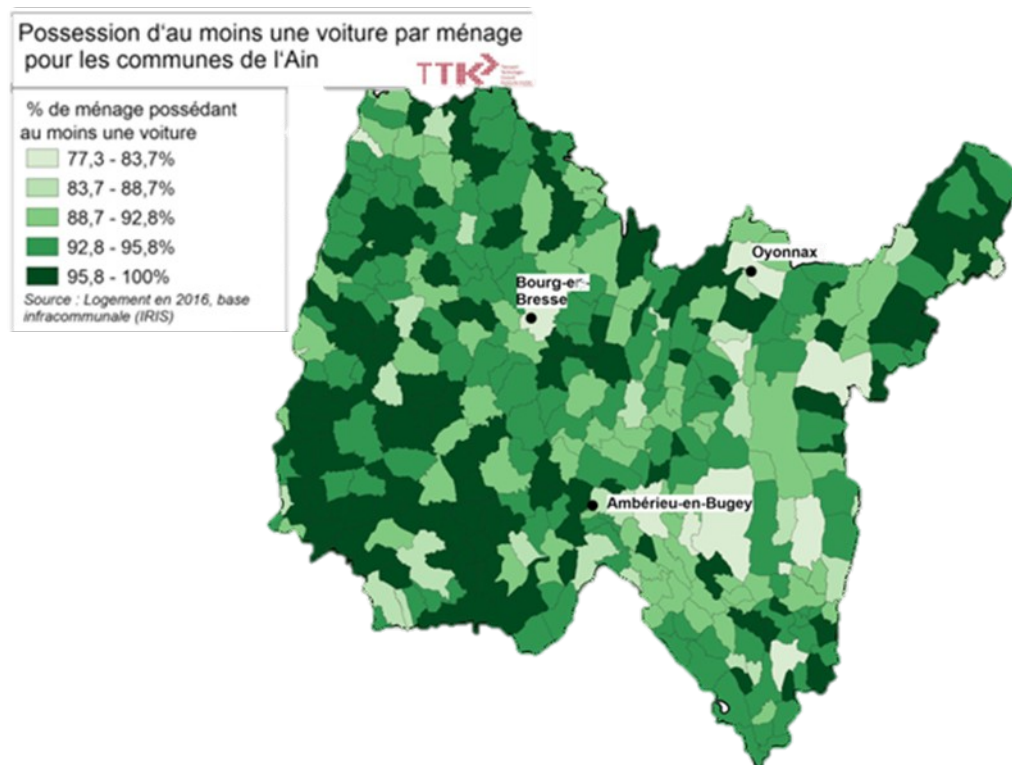 Possession d'au moins une voiture par ménage
pour les communes de l'Ain
TTK
% de ménage possédant
au moins une voiture
77,3 - 83,7%
83,7 - 88,7%
88,7 - 92,8%
92,8 - 95,8%
95,8 - 100%
Source : Logement en 2016, base
infracommunale (IRIS)
Oyonnax
Bourg-en-
Bresse
Ambérieu-en-Bugey